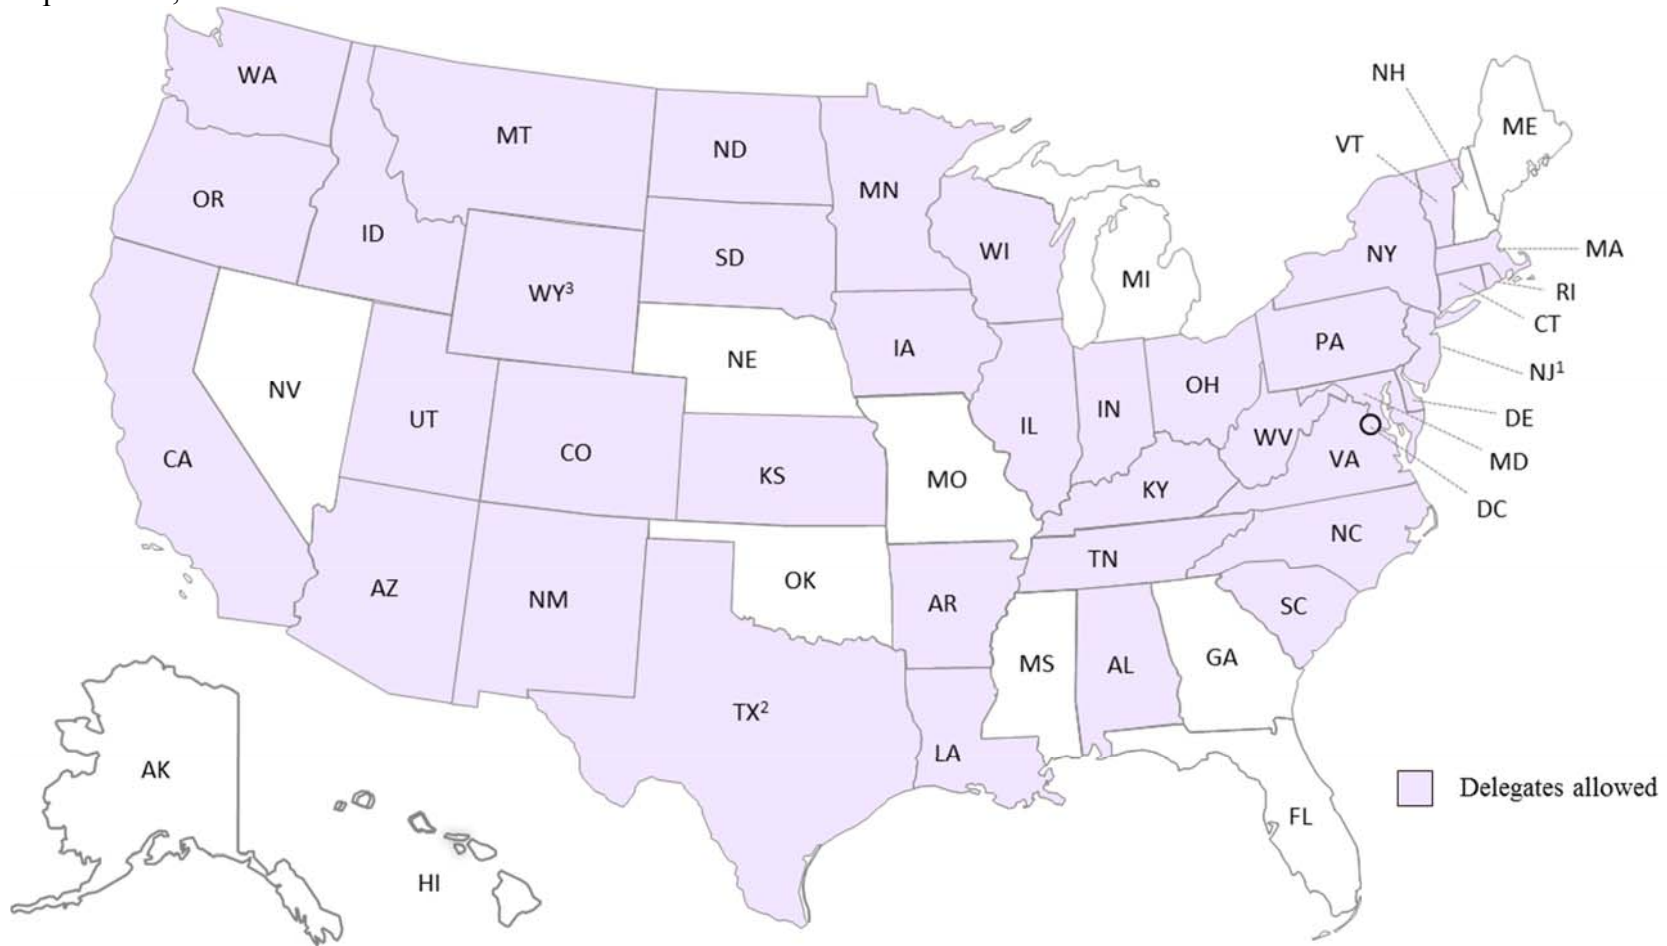 WA
NH
ME
MT
VT
ND
MN
OR
ID
WI
NY
MA
SD
MI
WY³
RI
CT
PA
IA
NE
NJ¹
OH
NV
IN
UT
DE
IL
WV
CO
CA
VA
MD
KS
MO
KY
DC
NC
TN
OK
AZ
NM
AR
SC
GA
MS
AL
TX²
LA
AK
Delegates allowed
FL
HI